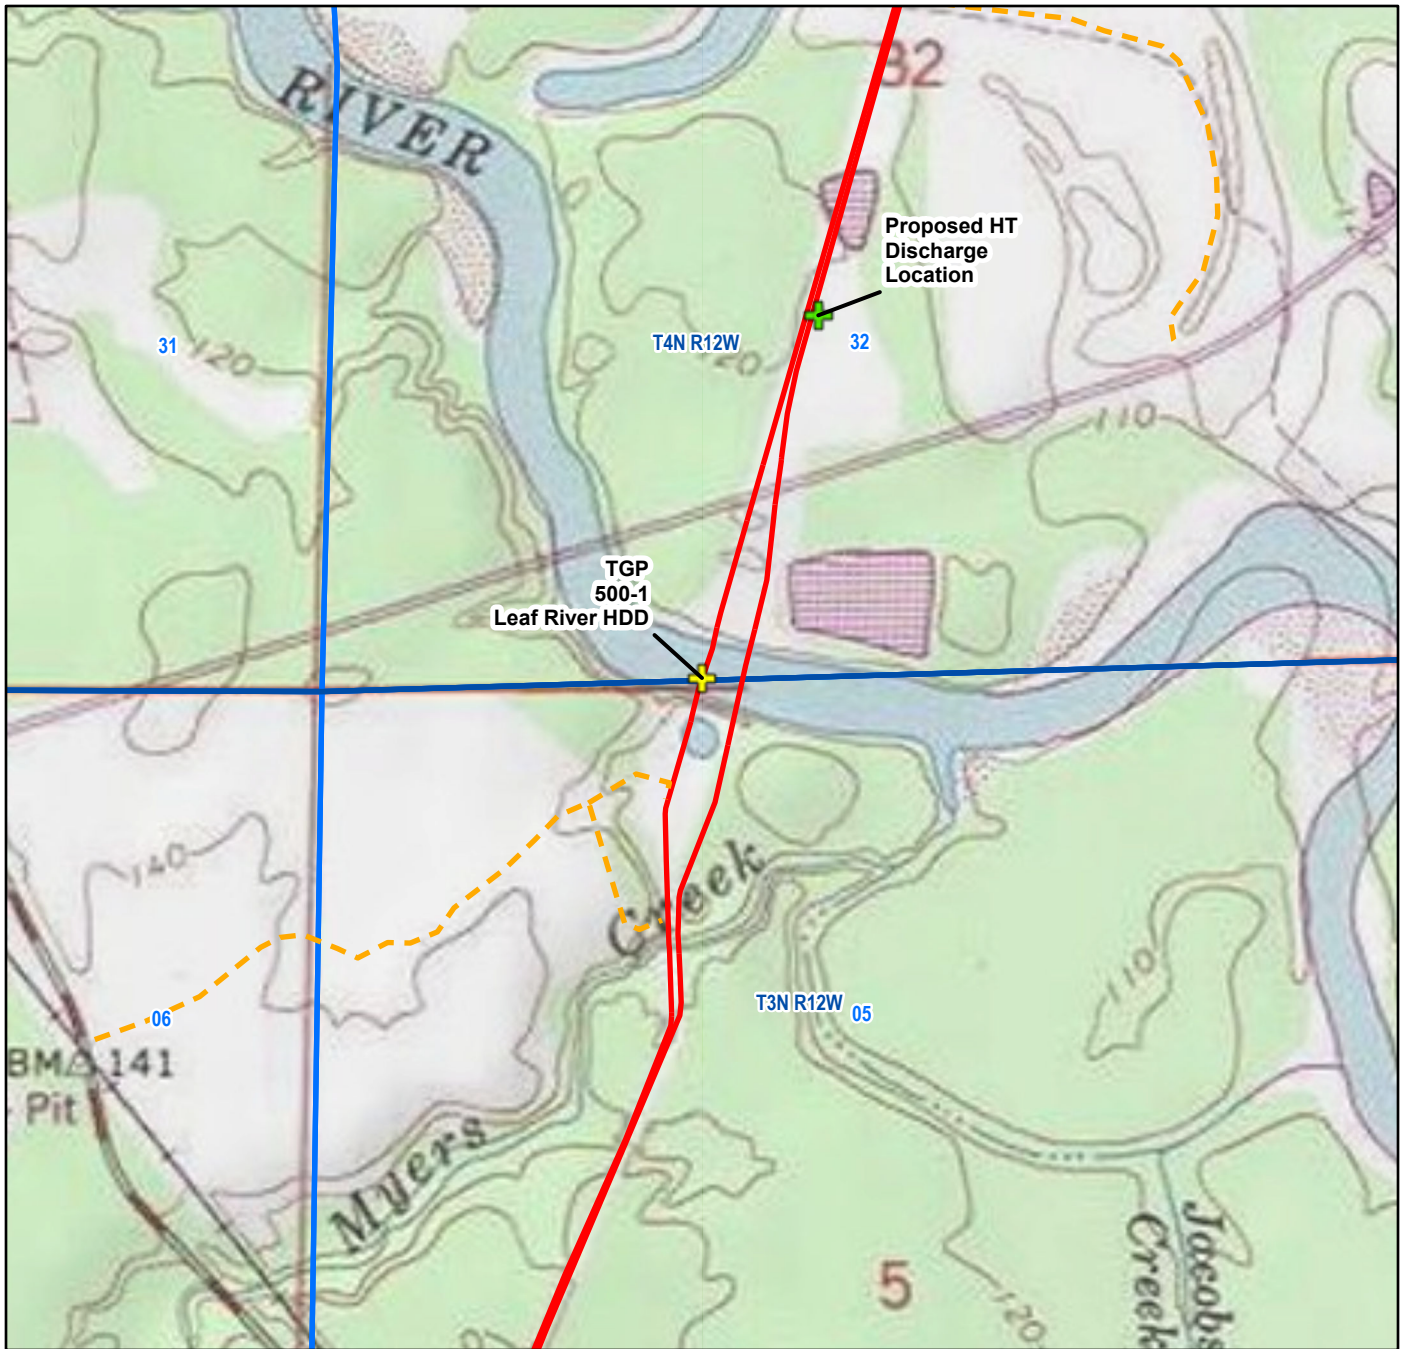 RIVER
32
Proposed HT
Discharge
Location
31
120
T4N R12W
20
32
110
TGP
500-1
Leaf River HDD
140
Creek
110
T3N R12W
05
06
BM 141
Pit
Myers
Jacobs
Creek
5
120